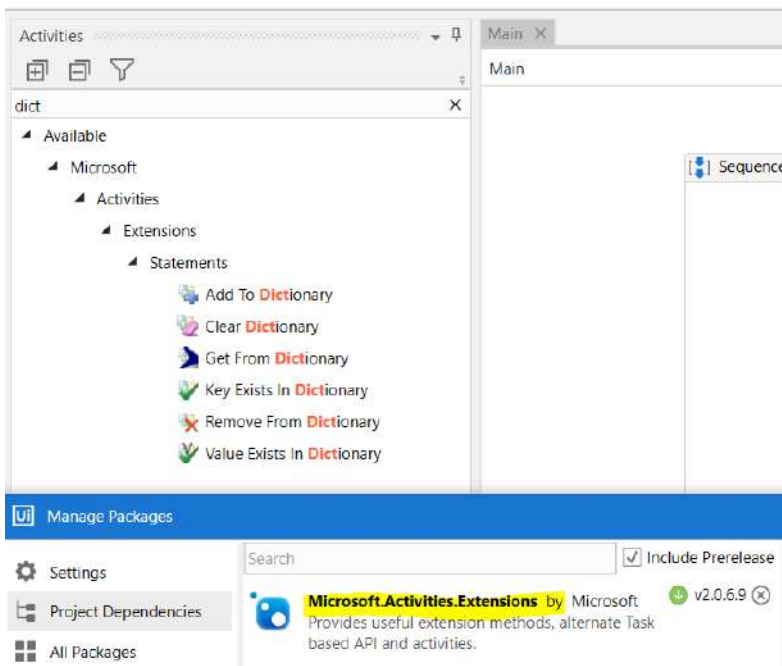 Activities
Main
Main
dict
Available
Microsoft
Activities
Extensions
Statements
Add To Dictionary
Clear Dictionary
Get From Dictionary
Key Exists In Dictionary
Remove From Dictionary
Value Exists In Dictionary
Sequence
Ui Manage Packages
Settings
Project Dependencies
All Packages
Search
Include Prerelease
Microsoft.Activities.Extensions by Microsoft
v2.0.6.9
Provides useful extension methods, alternate Task
based API and activities.